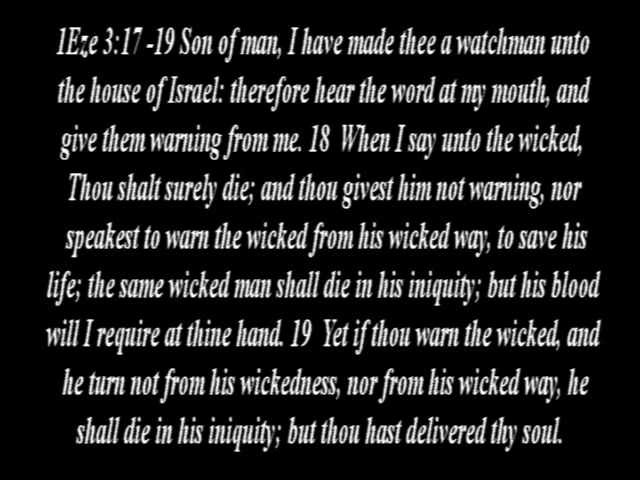 1Eze 3:17 -19 Son of man, I have made thee a watchman unto
the house of Israel: therefore hear the word at my mouth, and
give them warning from me. 18 When I say unto the wicked,
Thou shalt surely die; and thou givest him not warning, nor
speakest to warn the wicked from his wicked way, to save his
life; the same wicked man shall die in his iniquity; but his blood
will I require at thine hand. 19 Yet if thou warn the wicked, and
he turn not from his wickedness, nor from his wicked way, he
shall die in his iniquity; but thou hast delivered thy soul.